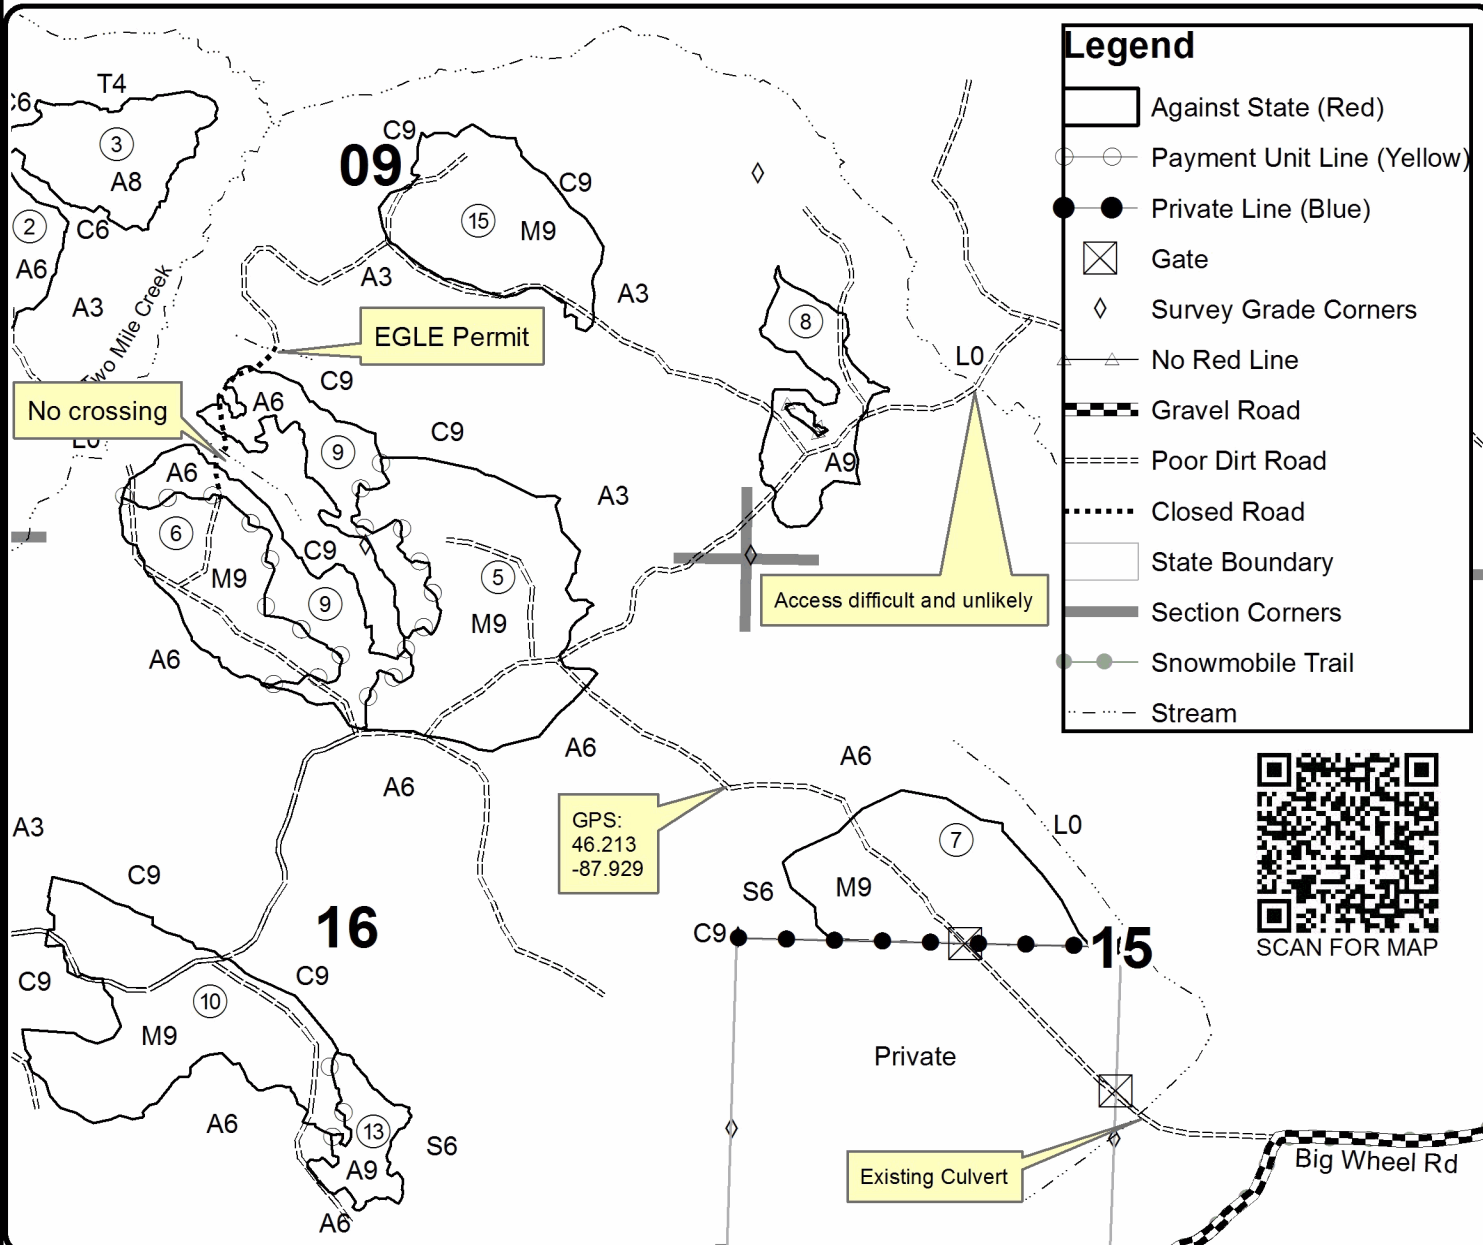 Legend
Against State (Red)
Payment Unit Line (Yellow)
Private Line (Blue)
Gate
Survey Grade Corners
No Red Line
Gravel Road
Poor Dirt Road
Closed Road
State Boundary
Section Corners
Snowmobile Trail
Stream
SCAN FOR MAP
T4
C6
3
A8
2
C6
A6
A3
Two Mile Creek
C9
09
C9
15
M9
A3
A3
EGLE Permit
8
L0
C9
No crossing
A6
L0
C9
9
A6
A9
A3
6
C9
5
M9
9
M9
Access difficult and unlikely
A6
A6
A6
A6
GPS:
46.213
-87.929
A3
7
L0
C9
M9
S6
16
C9
15
C9
C9
10
M9
Private
A6
13
S6
A9
Existing Culvert
Big Wheel Rd
A6